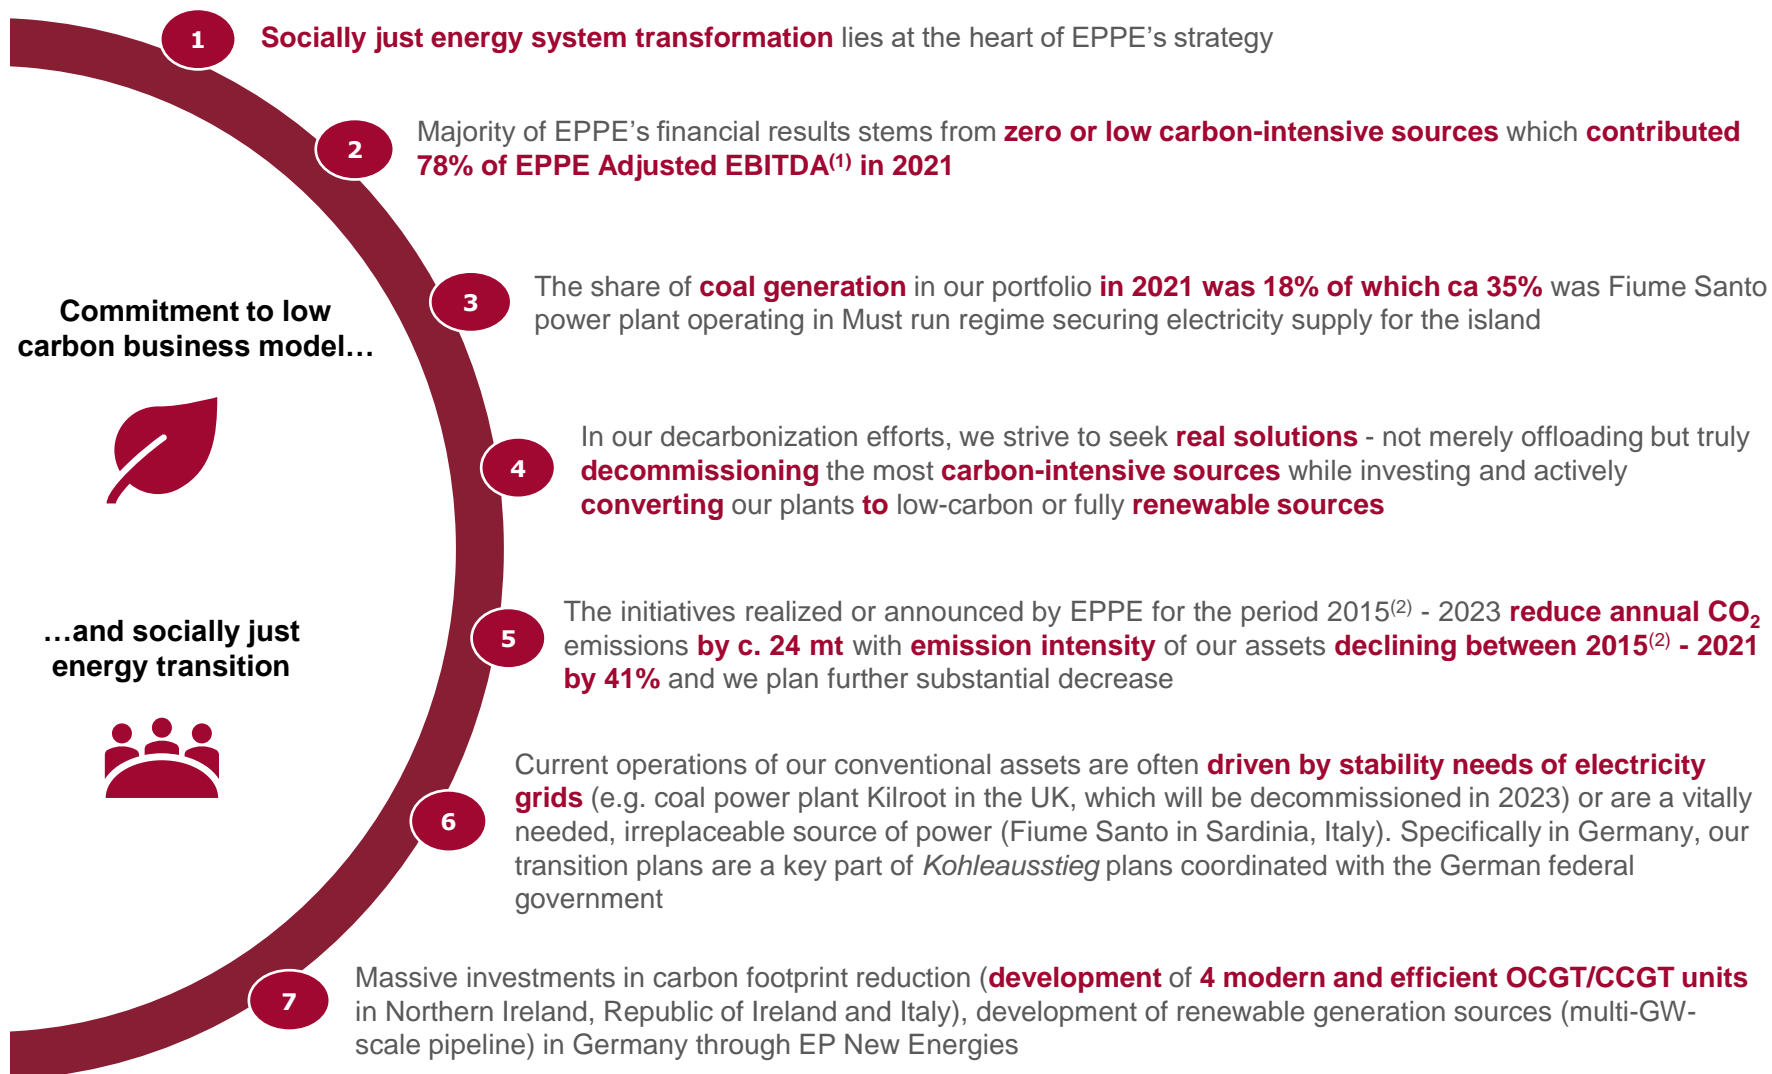 1
Socially just energy system transformation lies at the heart of EPPE’s strategy
2
Majority of EPPE’s financial results stems from zero or low carbon-intensive sources which contributed
78% of EPPE Adjusted EBITDA(1) in 2021
3
The share of coal generation in our portfolio in 2021 was 18% of which ca 35% was Fiume Santo
power plant operating in Must run regime securing electricity supply for the island
Commitment to low
carbon business model…
4
In our decarbonization efforts, we strive to seek real solutions - not merely offloading but truly
decommissioning the most carbon-intensive sources while investing and actively
converting our plants to low-carbon or fully renewable sources
5
The initiatives realized or announced by EPPE for the period 2015(2) - 2023 reduce annual CO2
emissions by c. 24 mt with emission intensity of our assets declining between 2015(2) - 2021
by 41% and we plan further substantial decrease
…and socially just
energy transition
6
Current operations of our conventional assets are often driven by stability needs of electricity
grids (e.g. coal power plant Kilroot in the UK, which will be decommissioned in 2023) or are a vitally
needed, irreplaceable source of power (Fiume Santo in Sardinia, Italy). Specifically in Germany, our
transition plans are a key part of Kohleausstieg plans coordinated with the German federal
government
7
Massive investments in carbon footprint reduction (development of 4 modern and efficient OCGT/CCGT units
in Northern Ireland, Republic of Ireland and Italy), development of renewable generation sources (multi-GW-
scale pipeline) in Germany through EP New Energies